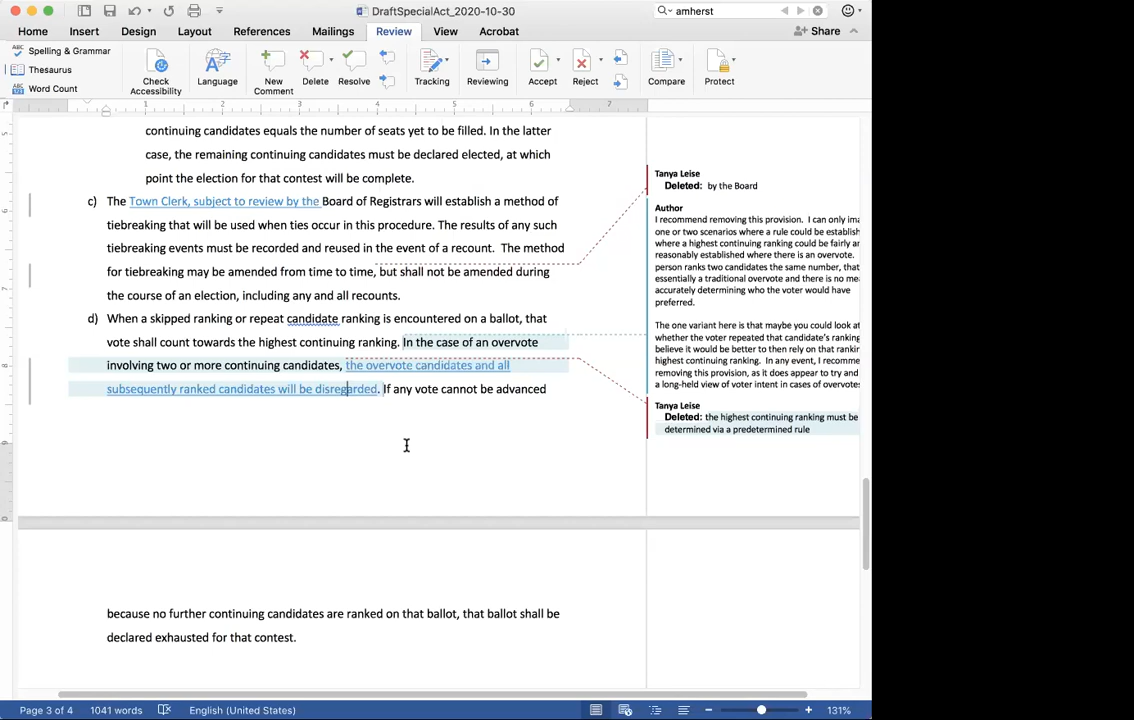 DraftSpecialAct_2020-10-30
amherst
Home Insert Design Layout References Mailings Review View Acrobat Share
Spelling & Grammar
Thesaurus
Word Count
Check Accessibility
Language
New Comment
Delete
Resolve
Tracking
Reviewing
Accept
Reject
Compare
Protect
1 2 3 4 5 6 7
continuing candidates equals the number of seats yet to be filled. In the latter
case, the remaining continuing candidates must be declared elected, at which
point the election for that contest will be complete.
c) The Town Clerk, subject to review by the Board of Registrars will establish a method of
tiebreaking that will be used when ties occur in this procedure. The results of any such
tiebreaking events must be recorded and reused in the event of a recount. The method
for tiebreaking may be amended from time to time, but shall not be amended during
the course of an election, including any and all recounts.
d) When a skipped ranking or repeat candidate ranking is encountered on a ballot, that
vote shall count towards the highest continuing ranking. In the case of an overvote
involving two or more continuing candidates, the overvote candidates and all
subsequently ranked candidates will be disregarded. If any vote cannot be advanced
because no further continuing candidates are ranked on that ballot, that ballot shall be
declared exhausted for that contest.
Tanya Leise
Deleted: by the Board
Author
I recommend removing this provision. I can only ima
one or two scenarios where a rule could be establish
where a highest continuing ranking could be fairly an
reasonably established where there is an overvote.
person ranks two candidates the same number, that
essentially a traditional overvote and there is no mea
accurately determining who the voter would have
preferred.
The one variant here is that maybe you could look at
whether the voter repeated that candidate's ranking
believe it would be better to then rely on that rankin
highest continuing ranking. In any event, I recomme
removing this provision, as it does appear to try and
a long-held view of voter intent in cases of overvotes
Tanya Leise
Deleted: the highest continuing ranking must be
determined via a predetermined rule
Page 3 of 4 1041 words English (United States) 131%